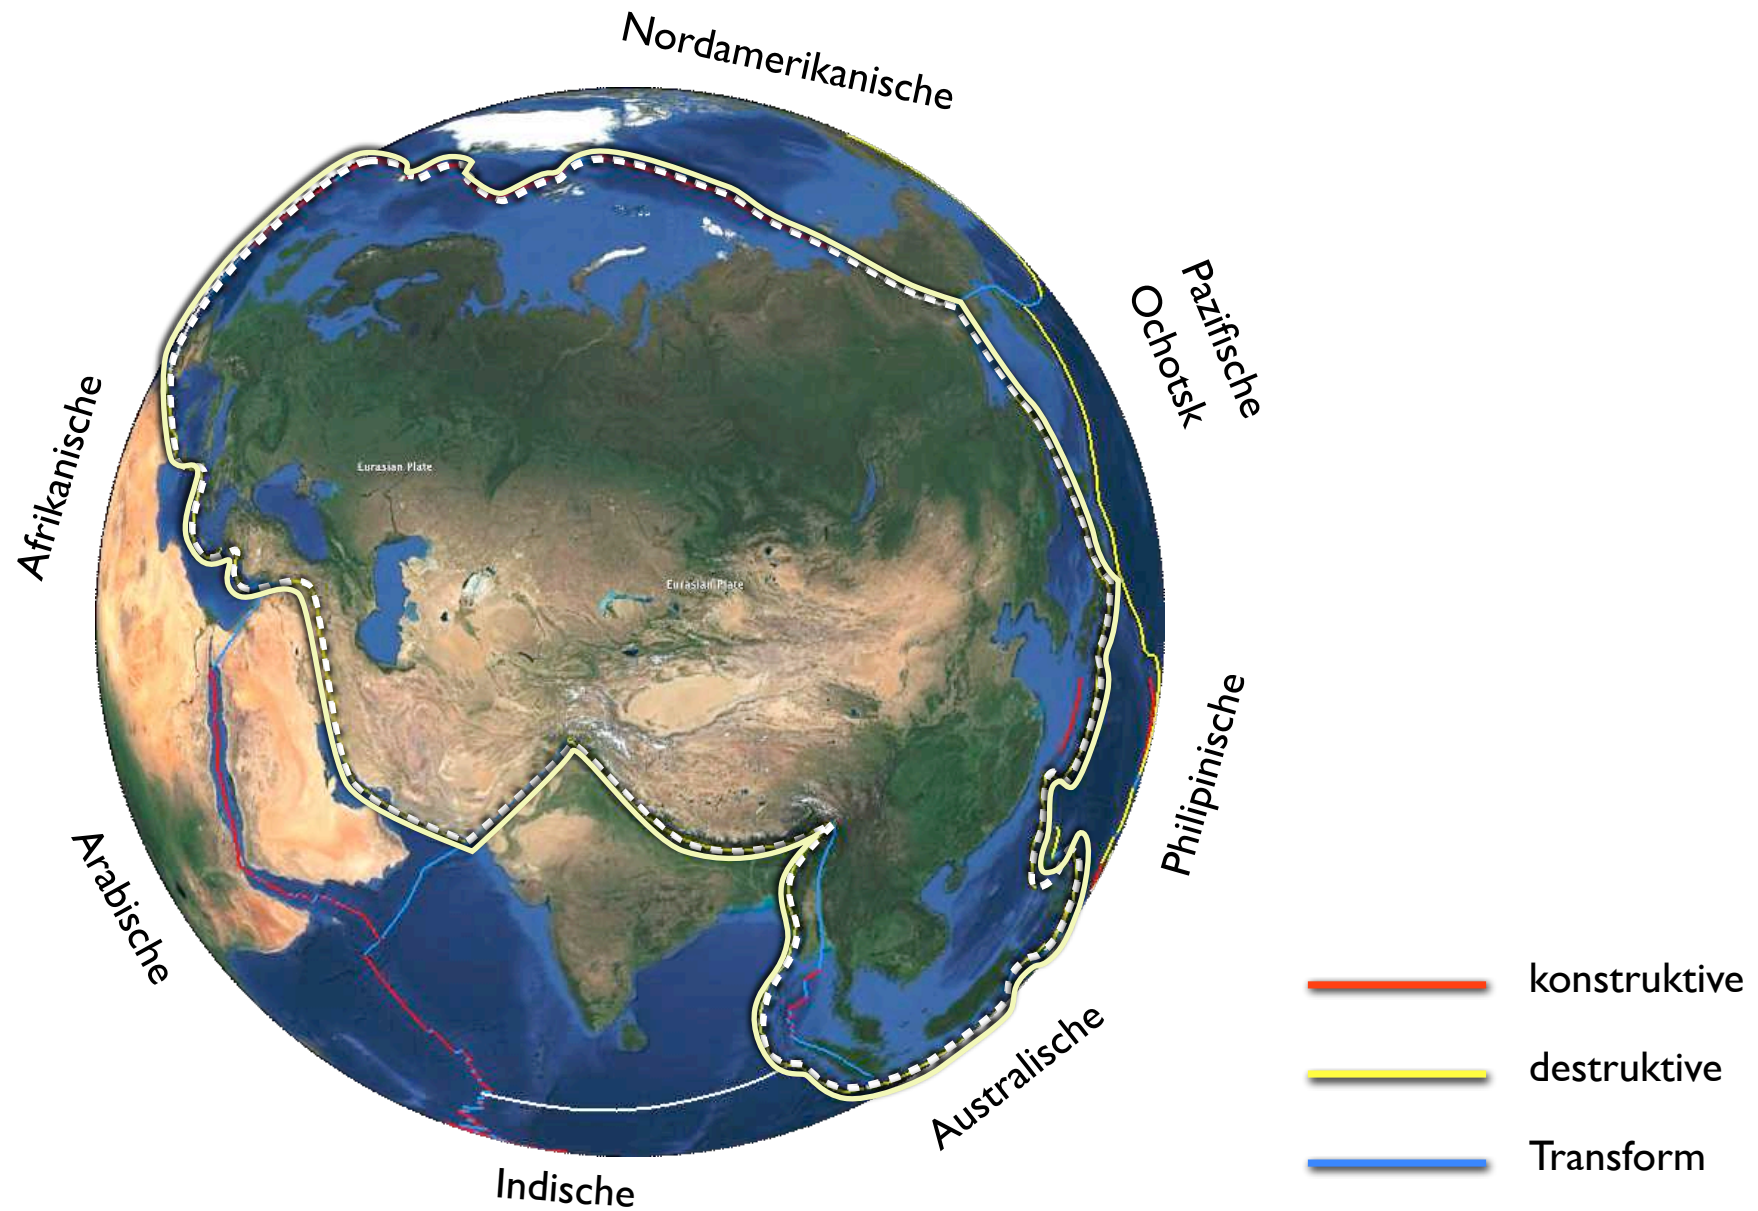 Nordamerikanische
Pazifische
Ochotsk
Afrikanische
Eurasian Plate
Eurasian Plate
Philipinische
Arabische
Australische
Indische
konstruktive
destruktive
Transform